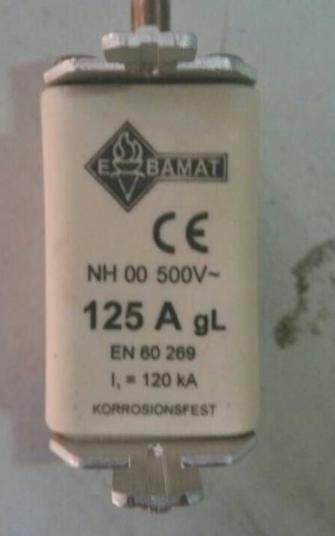 E BAMAT
CE
NH 00 500V~
125 A gL
EN 60 269
I₁ = 120 kA
KORROSIONSFEST